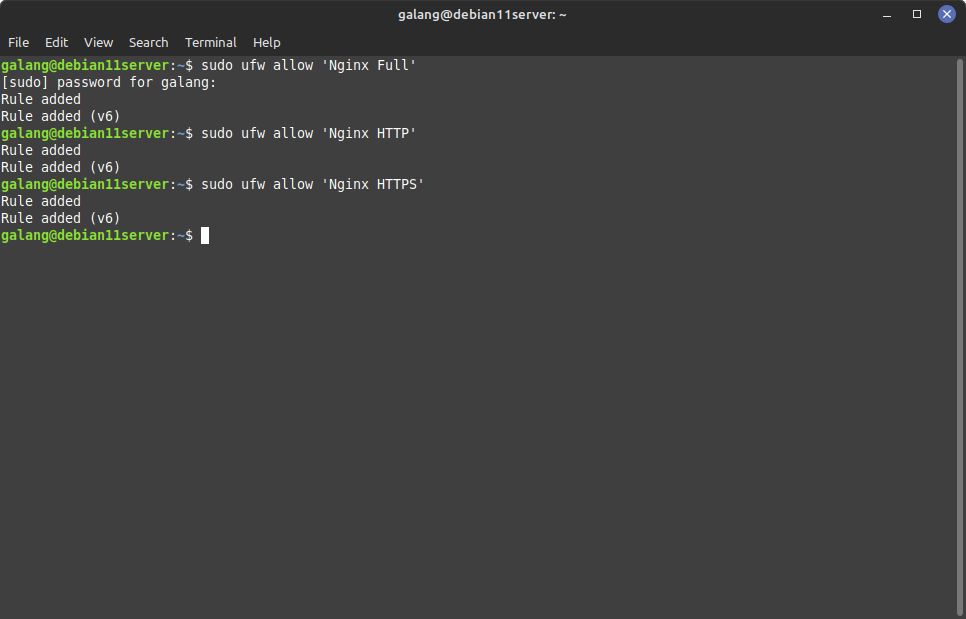 galang@debian11server: ~
File Edit View Search Terminal Help
galang@debian11server:~$ sudo ufw allow 'Nginx Full'
[sudo] password for galang:
Rule added
Rule added (v6)
galang@debian11server:~$ sudo ufw allow 'Nginx HTTP'
Rule added
Rule added (v6)
galang@debian11server:~$ sudo ufw allow 'Nginx HTTPS'
Rule added
Rule added (v6)
galang@debian11server:~$